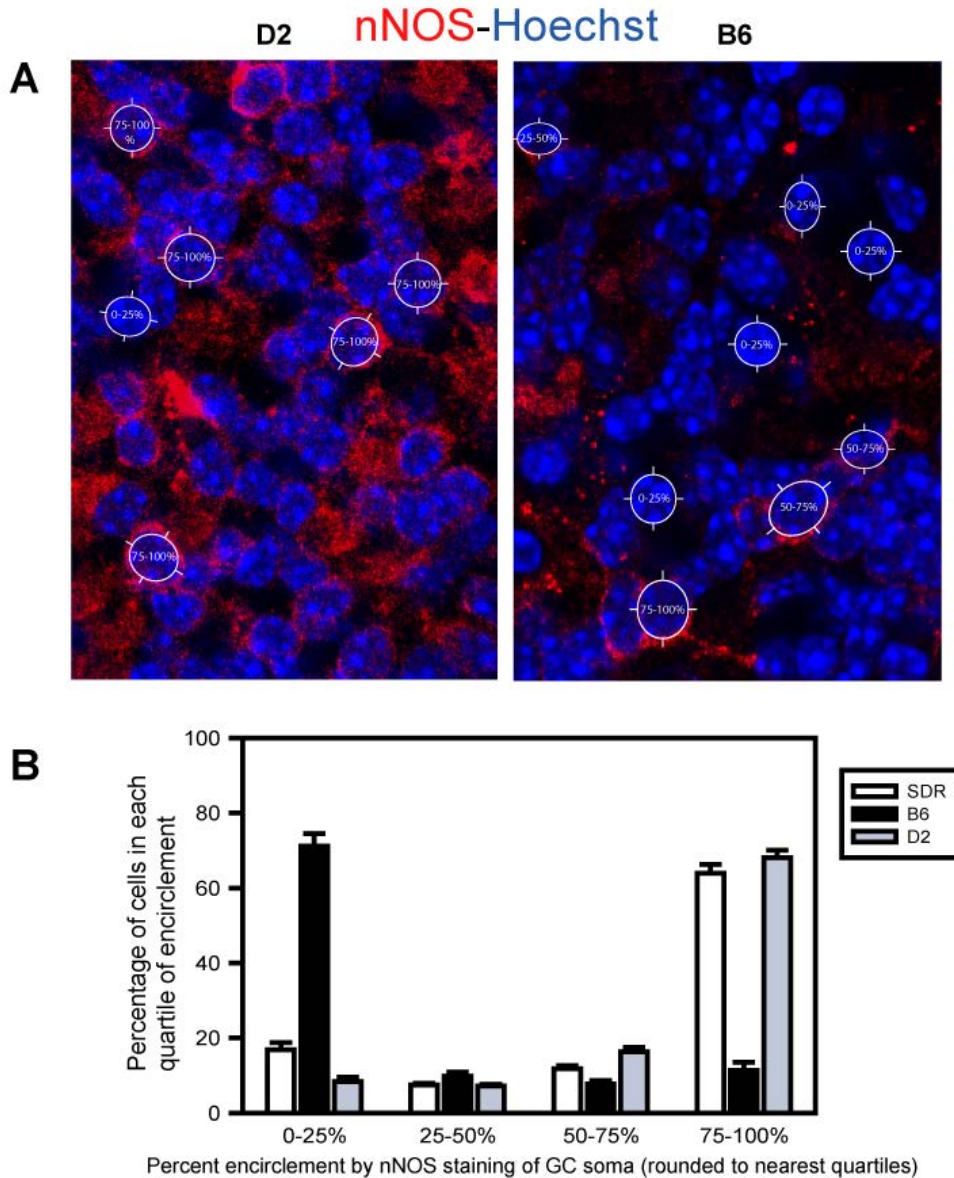 nNOS-Hoechst
D2
B6
A
75-100
%
75-100%
75-100%
0-25%
75-100%
75-100%
25-50%
0-25%
0-25%
0-25%
50-75%
0-25%
50-75%
75-100%
B
Percentage of cells in each
quartile of encirclement
100
80
60
40
20
0
0-25%
25-50%
50-75%
75-100%
Percent encirclement by nNOS staining of GC soma (rounded to nearest quartiles)
SDR
B6
D2